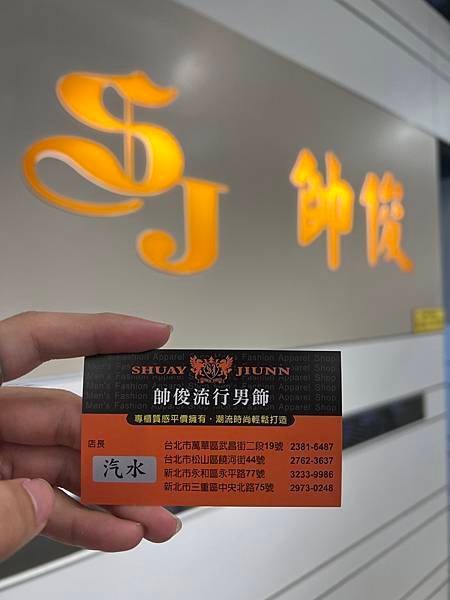 SJ 帥俊
SHUAY JIUNN
帥俊流行男飾
專櫃質感平價擁有·潮流時尚輕鬆打造
店長
汽水
台北市萬華區武昌街二段19號 2381-6487
台北市松山區饒河街44號 2762-3637
新北市永和區永平路77號 3233-9986
新北市三重區中央北路75號 2973-0248